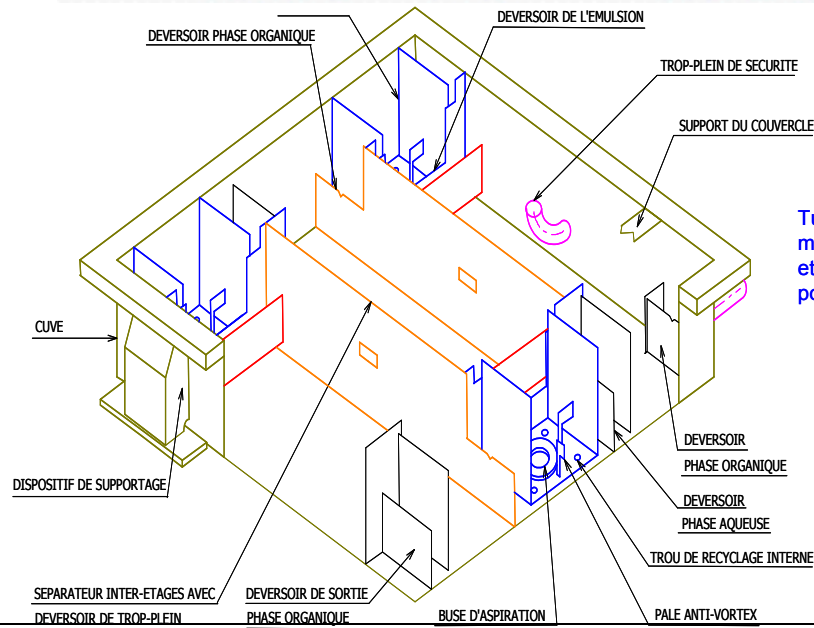 DEVERSOIR DE L'EMULSION
DEVERSOIR PHASE ORGANIQUE
TROP-PLEIN DE SECURITE
SUPPORT DU COUVERCLE
CUVE
DISPOSITIF DE SUPPORTAGE
DEVERSOIR
PHASE ORGANIQUE
DEVERSOIR
PHASE AQUEUSE
TROU DE RECYCLAGE INTERNE
SEPARATEUR INTER-ETAGES AVEC
DEVERSOIR DE TROP-PLEIN
DEVERSOIR DE SORTIE
PHASE ORGANIQUE
BUSE D'ASPIRATION
PALE ANTI-VORTEX
et